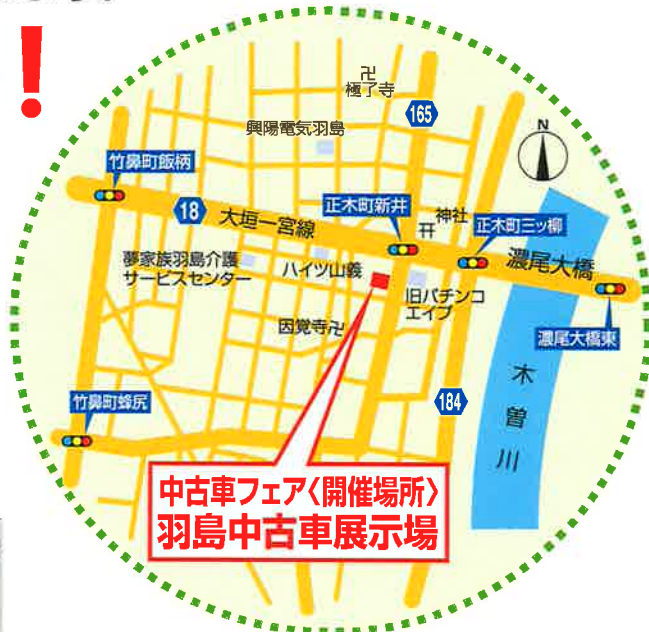 !
卍
極了寺
165
興陽電気羽島
N
竹鼻町飯柄
18
大垣一宮線
正木町新井
神社
正木町三ッ柳
濃尾大橋
夢家族羽島介護
サービスセンター
ハイツ山義
旧パチンコ
エイプ
因覚寺卍
濃尾大橋東
木曽川
184
竹鼻町蜂尻
中古車フェア〈開催場所〉
羽島中古車展示場